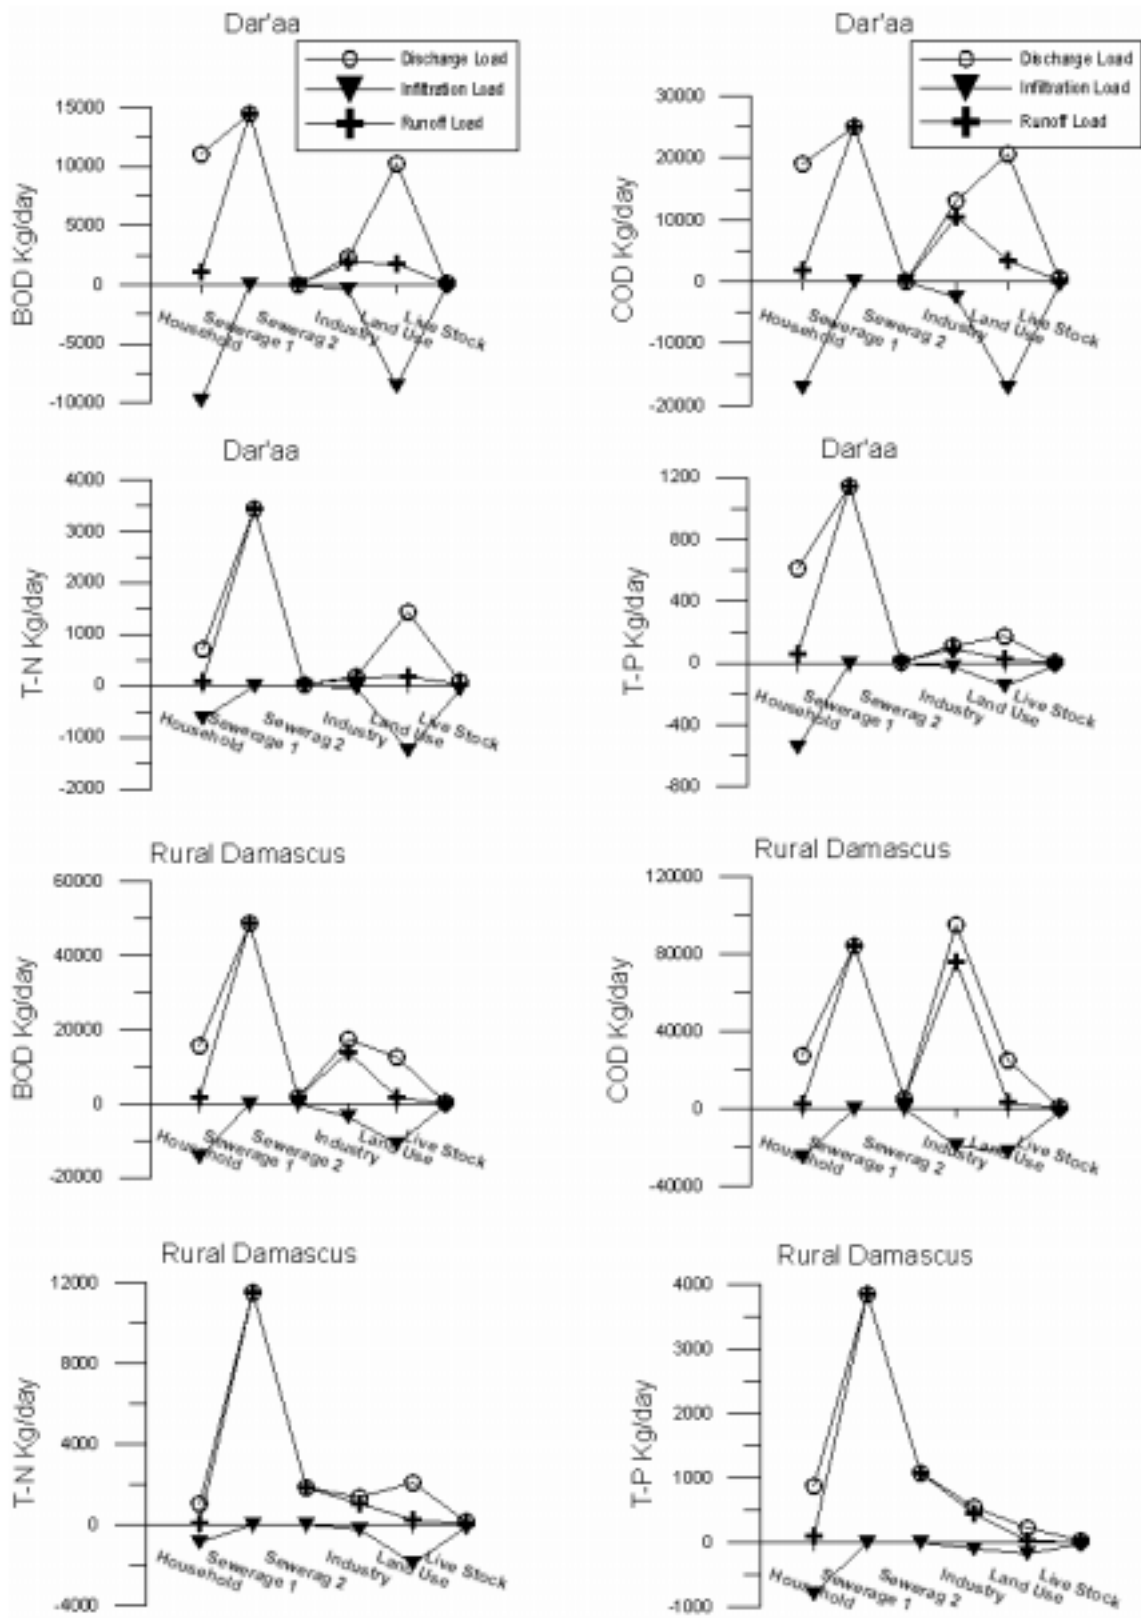 Dar'aa
Discharge Load
Infiltration Load
Runoff Load
15000
10000
5000
0
-5000
-10000
BOD Kg/day
Household
Sewerage 1
Sewerag 2
Industry
Land Use
Live Stock
Dar'aa
Discharge Load
Infiltration Load
Runoff Load
30000
20000
10000
0
-10000
-20000
COD Kg/day
Household
Sewerage 1
Sewerag 2
Industry
Land Use
Live Stock
Dar'aa
4000
3000
2000
1000
0
-1000
-2000
T-N Kg/day
Household
Sewerage 1
Sewerag 2
Industry
Land Use
Live Stock
Dar'aa
1200
800
400
0
-400
-800
T-P Kg/day
Household
Sewerage 1
Sewerag 2
Industry
Land Use
Live Stock
Rural Damascus
60000
40000
20000
0
-20000
BOD Kg/day
Household
Sewerage 1
Sewerage 2
Industry
Land Use
Live Stock
Rural Damascus
120000
80000
40000
0
-40000
COD Kg/day
Household
Sewerage 1
Sewerag 2
Industry
Land Use
Live Stock
Rural Damascus
12000
8000
4000
0
-4000
T-N Kg/day
Household
Sewerage 1
Sewerag 2
Industry
Land Use
Live Stock
Rural Damascus
4000
3000
2000
1000
0
-1000
T-P Kg/day
Household
Sewerage 1
Sewerag 2
Industry
Land Use
Live Stock